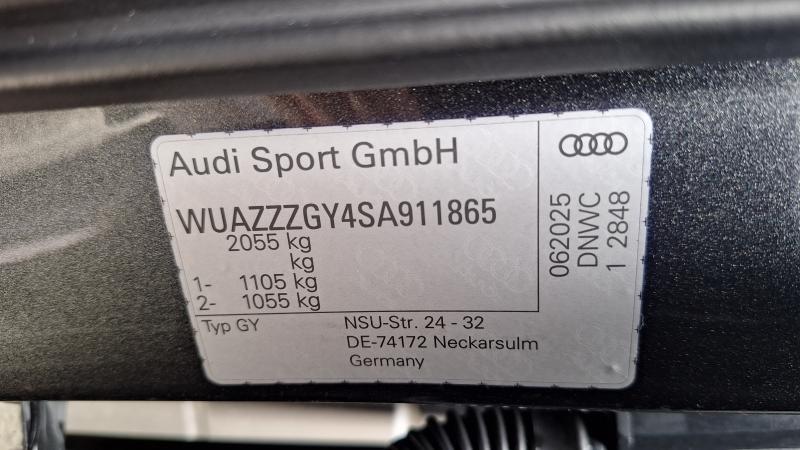 Audi Sport GmbH
WUAZZZGY4SA911865
2055 kg
kg
1- 1105 kg
2- 1055 kg
Typ GY
NSU-Str. 24 - 32
DE-74172 Neckarsulm
Germany
062025
DNWC
1 2848